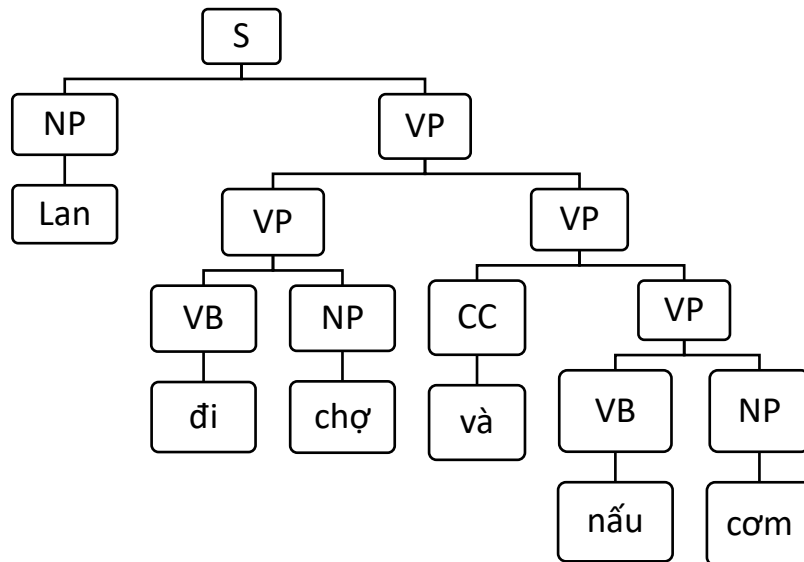 S
NP VP
Lan VP VP
VB NP CC VP
đi chợ và VB NP
nấu cơm